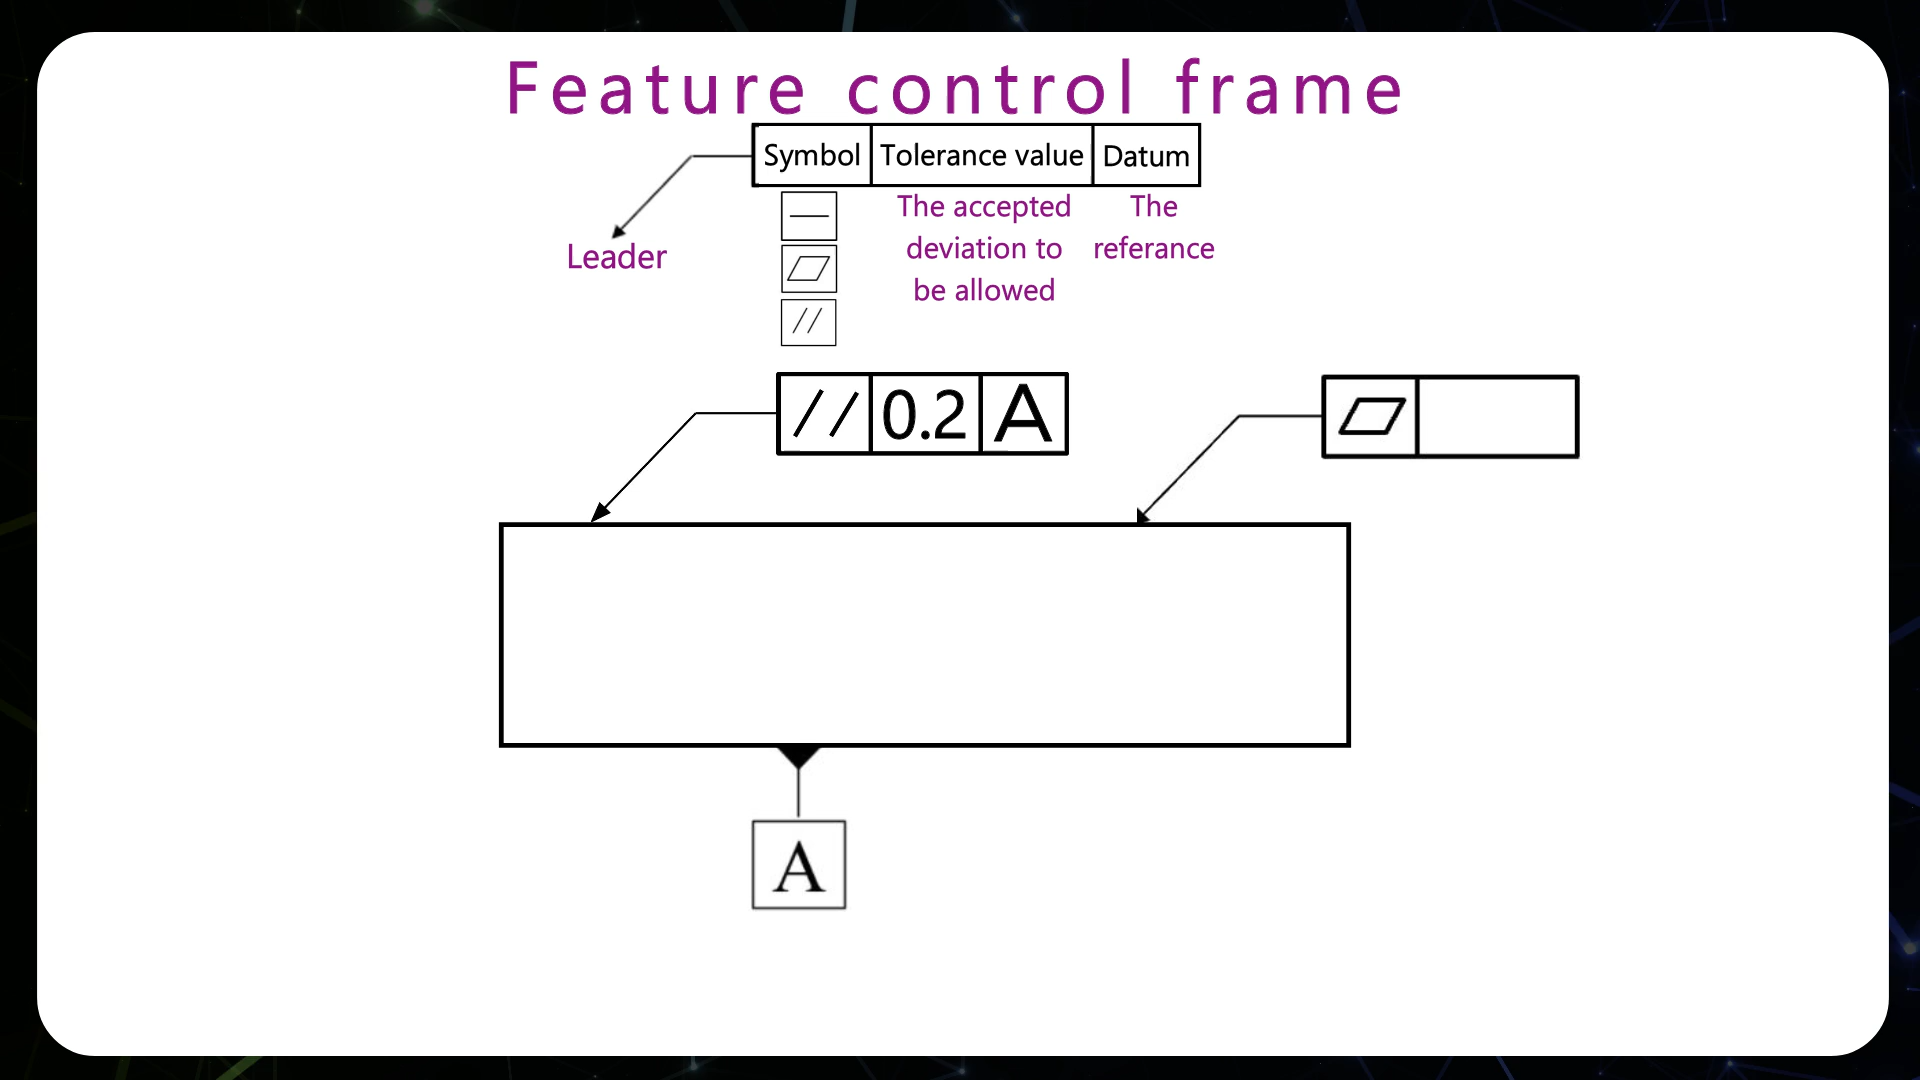 Feature control frame
Symbol Tolerance value Datum
The accepted
deviation to
be allowed
The
referance
Leader
// 0.2 A
A